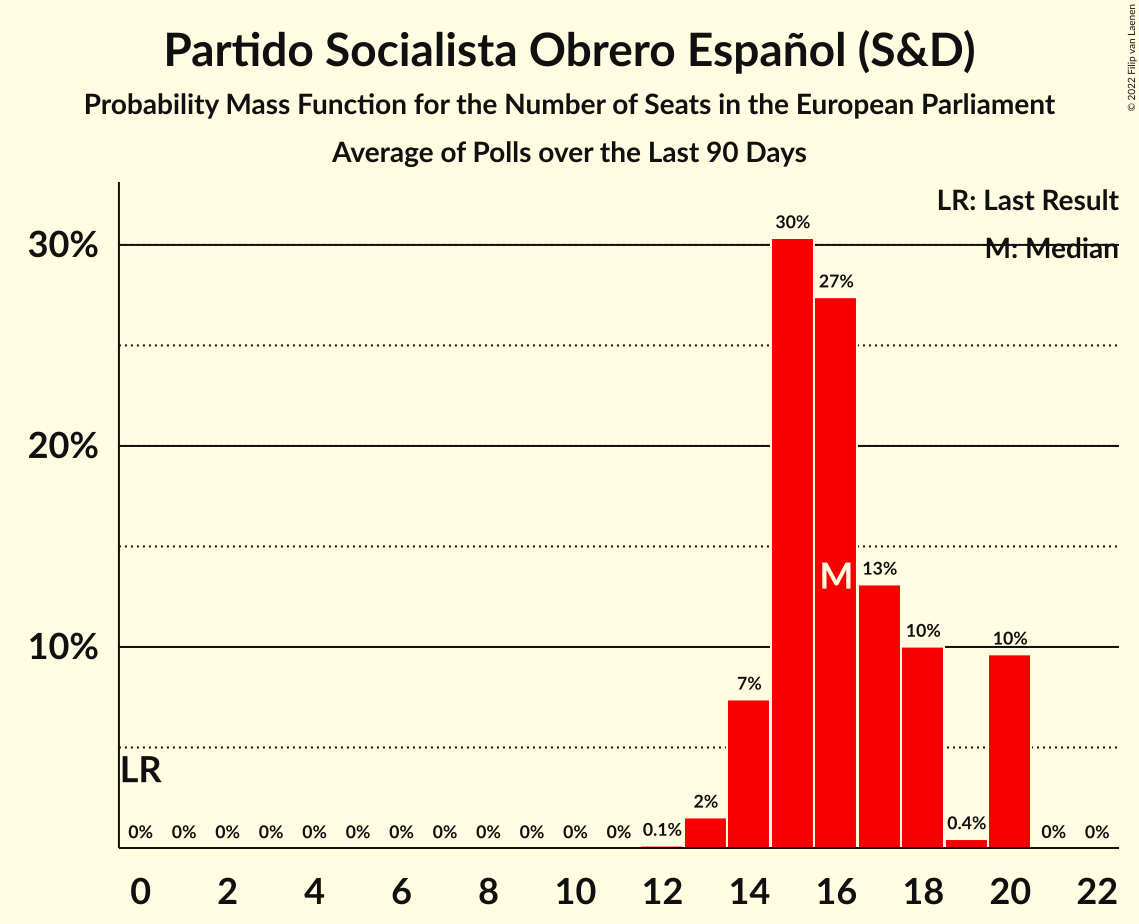 Partido Socialista Obrero Español (S&D)
Probability Mass Function for the Number of Seats in the European Parliament
Average of Polls over the Last 90 Days
© 2022 Filip van Laenen
LR: Last Result
M: Median
30%
20%
10%
30%
27%
M
13%
10%
10%
7%
LR
2%
0% 0% 0% 0% 0% 0% 0% 0% 0% 0% 0% 0% 0.1% 0.4% 0% 0%
0 2 4 6 8 10 12 14 16 18 20 22